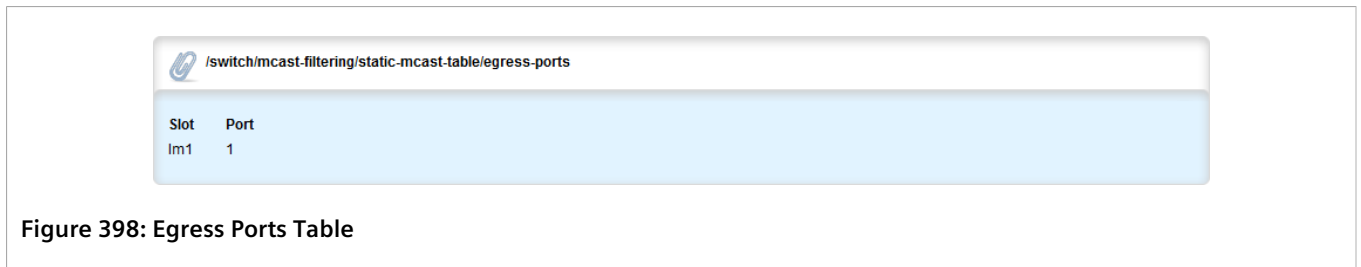 /switch/mcast-filtering/static-mcast-table/egress-ports
Slot Port
lm1 1
Figure 398: Egress Ports Table